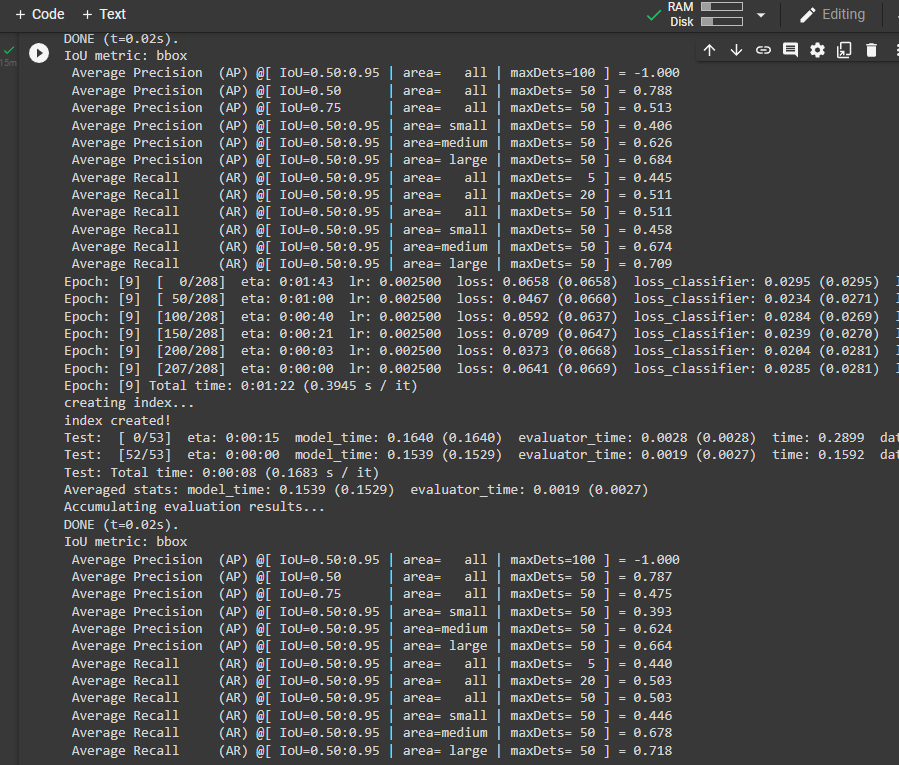 + Code + Text
RAM
Disk
Editing
15m
DONE (t=0.02s).
IoU metric: bbox
Average Precision  (AP) @[ IoU=0.50:0.95 | area=   all | maxDets=100 ] = -1.000
Average Precision  (AP) @[ IoU=0.50      | area=   all | maxDets= 50 ] = 0.788
Average Precision  (AP) @[ IoU=0.75      | area=   all | maxDets= 50 ] = 0.513
Average Precision  (AP) @[ IoU=0.50:0.95 | area= small | maxDets= 50 ] = 0.406
Average Precision  (AP) @[ IoU=0.50:0.95 | area=medium | maxDets= 50 ] = 0.626
Average Precision  (AP) @[ IoU=0.50:0.95 | area= large | maxDets= 50 ] = 0.684
Average Recall     (AR) @[ IoU=0.50:0.95 | area=   all | maxDets=  5 ] = 0.445
Average Recall     (AR) @[ IoU=0.50:0.95 | area=   all | maxDets= 20 ] = 0.511
Average Recall     (AR) @[ IoU=0.50:0.95 | area=   all | maxDets= 50 ] = 0.511
Average Recall     (AR) @[ IoU=0.50:0.95 | area= small | maxDets= 50 ] = 0.458
Average Recall     (AR) @[ IoU=0.50:0.95 | area=medium | maxDets= 50 ] = 0.674
Average Recall     (AR) @[ IoU=0.50:0.95 | area= large | maxDets= 50 ] = 0.709
Epoch: [9]  [  0/208]  eta: 0:01:43  lr: 0.002500  loss: 0.0658 (0.0658)  loss_classifier: 0.0295 (0.0295)  l
Epoch: [9]  [ 50/208]  eta: 0:01:00  lr: 0.002500  loss: 0.0467 (0.0660)  loss_classifier: 0.0234 (0.0271)  l
Epoch: [9]  [100/208]  eta: 0:00:40  lr: 0.002500  loss: 0.0592 (0.0637)  loss_classifier: 0.0284 (0.0269)  l
Epoch: [9]  [150/208]  eta: 0:00:21  lr: 0.002500  loss: 0.0709 (0.0647)  loss_classifier: 0.0239 (0.0270)  l
Epoch: [9]  [200/208]  eta: 0:00:03  lr: 0.002500  loss: 0.0373 (0.0668)  loss_classifier: 0.0204 (0.0281)  l
Epoch: [9]  [207/208]  eta: 0:00:00  lr: 0.002500  loss: 0.0641 (0.0669)  loss_classifier: 0.0285 (0.0281)  l
Epoch: [9] Total time: 0:01:22 (0.3945 s / it)
creating index...
index created!
Test:  [ 0/53]  eta: 0:00:15  model_time: 0.1640 (0.1640)  evaluator_time: 0.0028 (0.0028)  time: 0.2899  dat
Test:  [52/53]  eta: 0:00:00  model_time: 0.1539 (0.1529)  evaluator_time: 0.0019 (0.0027)  time: 0.1592  dat
Test: Total time: 0:00:08 (0.1683 s / it)
Averaged stats: model_time: 0.1539 (0.1529)  evaluator_time: 0.0019 (0.0027)
Accumulating evaluation results...
DONE (t=0.02s).
IoU metric: bbox
Average Precision  (AP) @[ IoU=0.50:0.95 | area=   all | maxDets=100 ] = -1.000
Average Precision  (AP) @[ IoU=0.50      | area=   all | maxDets= 50 ] = 0.787
Average Precision  (AP) @[ IoU=0.75      | area=   all | maxDets= 50 ] = 0.475
Average Precision  (AP) @[ IoU=0.50:0.95 | area= small | maxDets= 50 ] = 0.393
Average Precision  (AP) @[ IoU=0.50:0.95 | area=medium | maxDets= 50 ] = 0.624
Average Precision  (AP) @[ IoU=0.50:0.95 | area= large | maxDets= 50 ] = 0.664
Average Recall     (AR) @[ IoU=0.50:0.95 | area=   all | maxDets=  5 ] = 0.440
Average Recall     (AR) @[ IoU=0.50:0.95 | area=   all | maxDets= 20 ] = 0.503
Average Recall     (AR) @[ IoU=0.50:0.95 | area=   all | maxDets= 50 ] = 0.503
Average Recall     (AR) @[ IoU=0.50:0.95 | area= small | maxDets= 50 ] = 0.446
Average Recall     (AR) @[ IoU=0.50:0.95 | area=medium | maxDets= 50 ] = 0.678
Average Recall     (AR) @[ IoU=0.50:0.95 | area= large | maxDets= 50 ] = 0.718